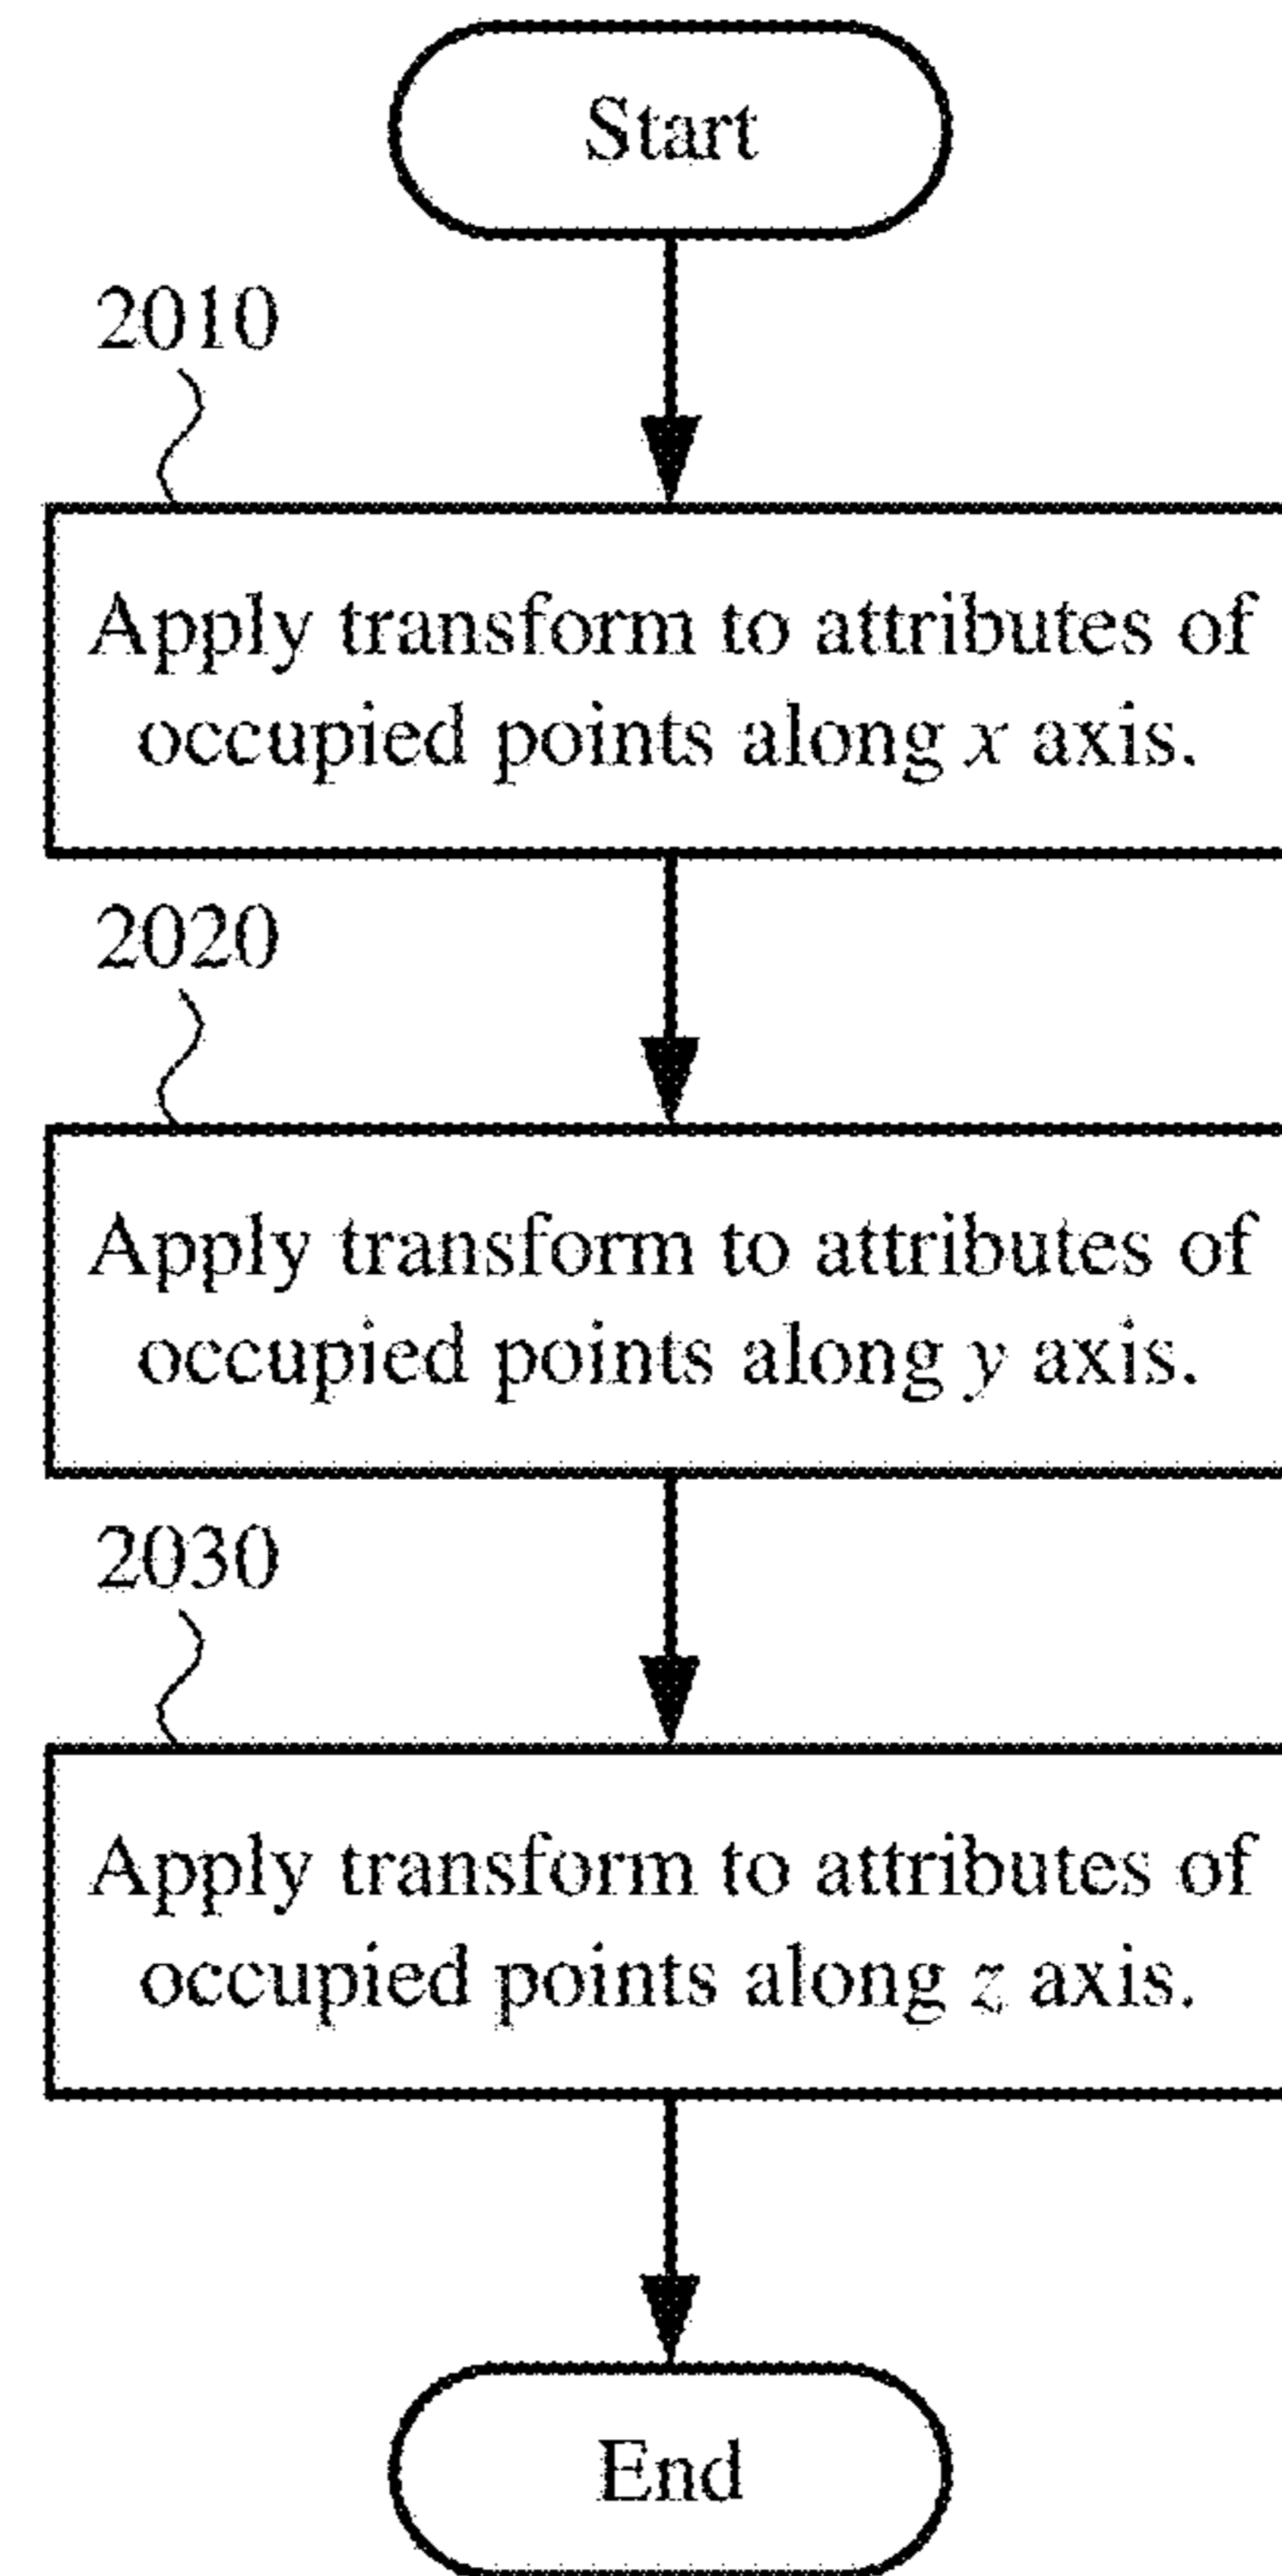 Start
2010
Apply transform to attributes of
occupied points along x axis.
2020
Apply transform to attributes of
occupied points along y axis.
2030
Apply transform to attributes of
occupied points along z axis.
End